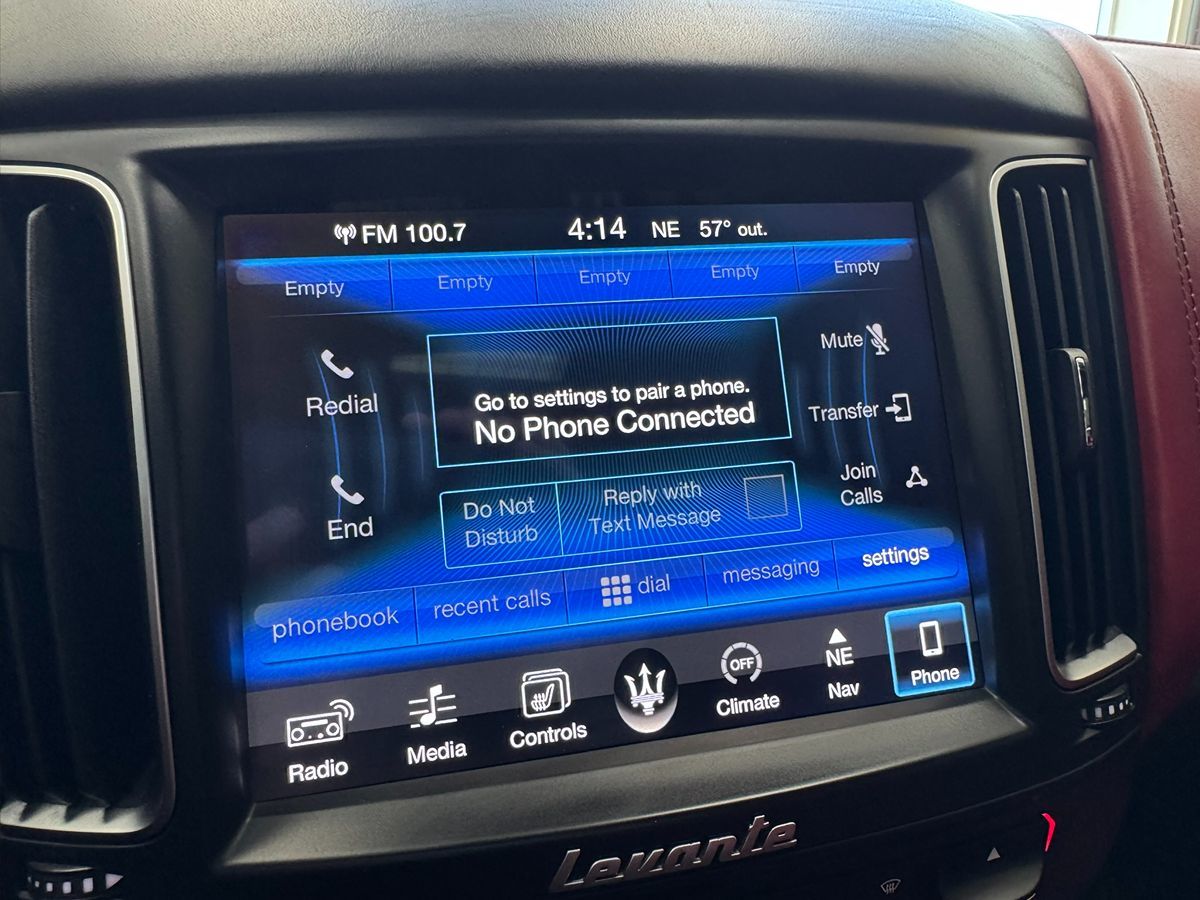 FM 100.7 4:14 NE 57° out.
Empty Empty Empty Empty Empty
Go to settings to pair a phone.
No Phone Connected
Redial
End
Mute
Transfer
Join
Calls
Do Not
Disturb
Reply with
Text Message
phonebook recent calls dial messaging settings
Radio
Media
Controls
OFF
Climate
NE
Nav
Phone
Levante